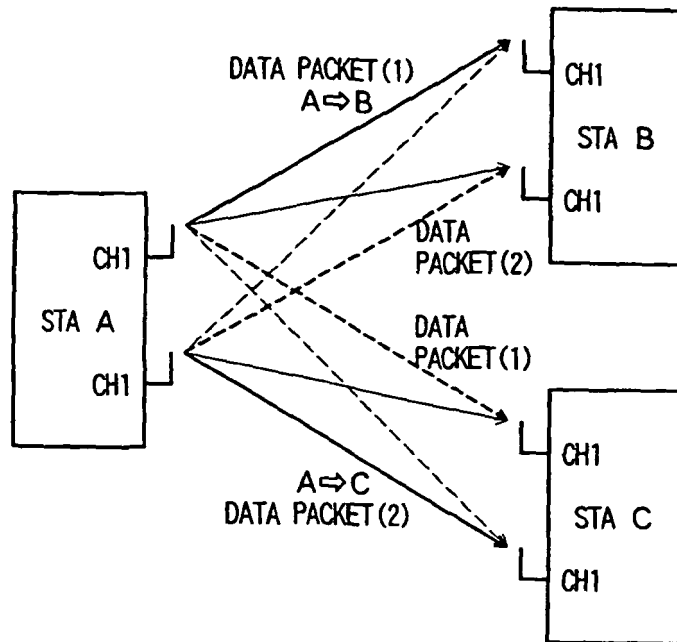 DATA PACKET(1)
A⇒B
CH1
STA B
CH1
DATA
PACKET(2)
CH1
STA A
CH1
DATA
PACKET(1)
A⇒C
DATA PACKET(2)
CH1
STA C
CH1